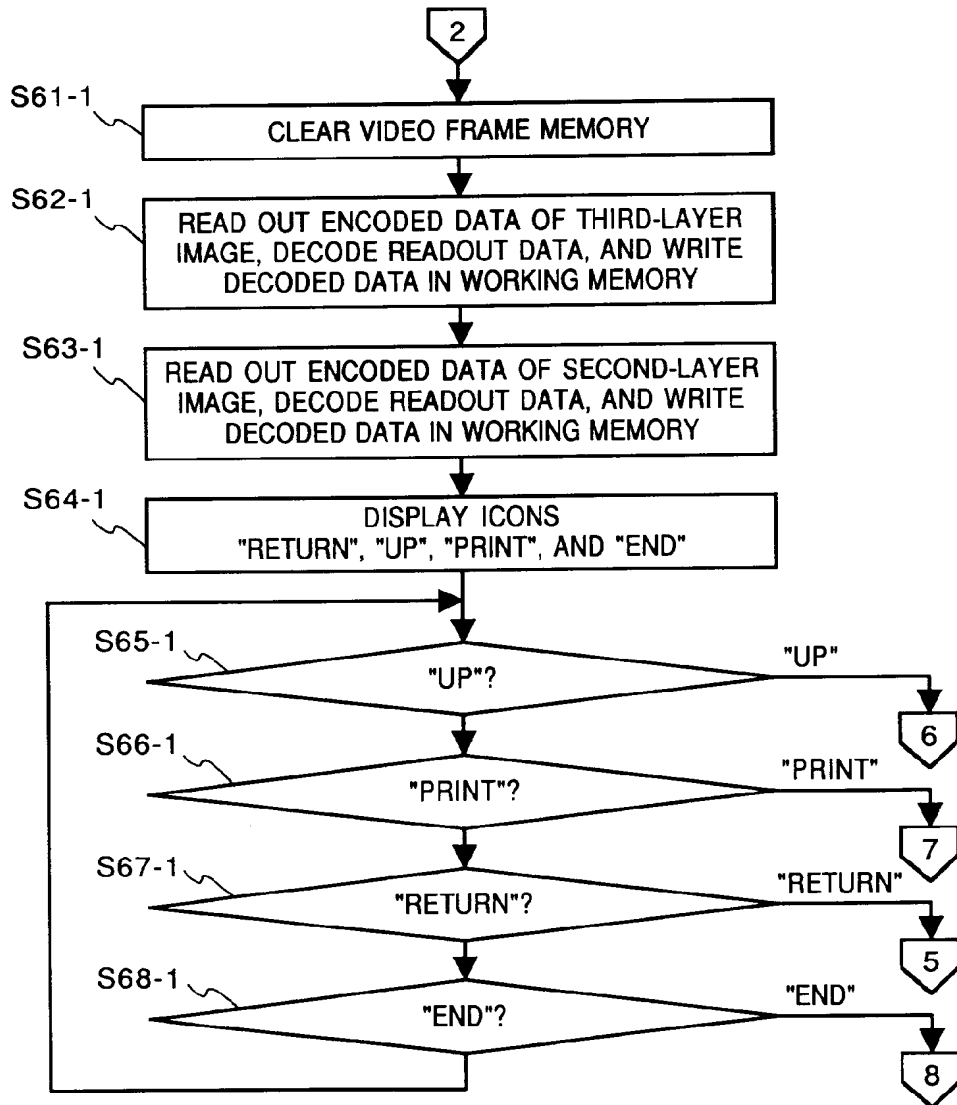 2
S61-1
CLEAR VIDEO FRAME MEMORY
S62-1
READ OUT ENCODED DATA OF THIRD-LAYER
IMAGE, DECODE READOUT DATA, AND WRITE
DECODED DATA IN WORKING MEMORY
S63-1
READ OUT ENCODED DATA OF SECOND-LAYER
IMAGE, DECODE READOUT DATA, AND WRITE
DECODED DATA IN WORKING MEMORY
S64-1
DISPLAY ICONS
"RETURN", "UP", "PRINT", AND "END"
S65-1
"UP"?
"UP"
6
S66-1
"PRINT"?
"PRINT"
7
S67-1
"RETURN"?
"RETURN"
5
S68-1
"END"?
"END"
8